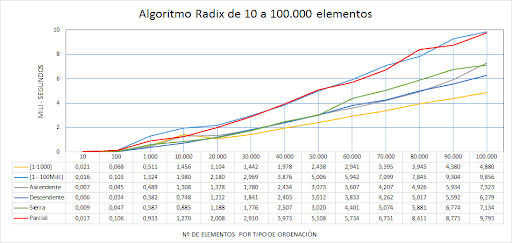 Algoritmo Radix de 10 a 100.000 elementos
10
8
6
4
2
0
MILI - SEGUNDOS
10 100 1.000 10.000 20.000 30.000 40.000 50.000 60.000 70.000 80.000 90.000 100.000
[1-1000] 0,021 0,068 0,511 1,456 1,104 1,442 1,978 2,438 2,941 3,395 3,945 4,380 4,880
[1 - 100Mill.] 0,016 0,103 1,324 1,980 2,180 2,969 3,876 5,006 5,942 7,099 7,845 9,304 9,856
Ascendente 0,007 0,045 0,489 1,308 1,378 1,780 2,434 3,073 3,607 4,207 4,926 5,934 7,323
Descendente 0,006 0,034 0,382 0,748 1,212 1,841 2,403 3,012 3,833 4,262 5,017 5,592 6,279
Series 0,009 0,047 0,587 0,885 1,188 1,776 2,507 3,020 4,401 5,074 5,881 6,774 7,134
Parcial 0,017 0,106 0,933 1,270 2,008 2,910 3,973 5,108 5,734 6,731 8,411 8,775 9,793
Nº DE ELEMENTOS POR TIPO DE ORDENACIÓN